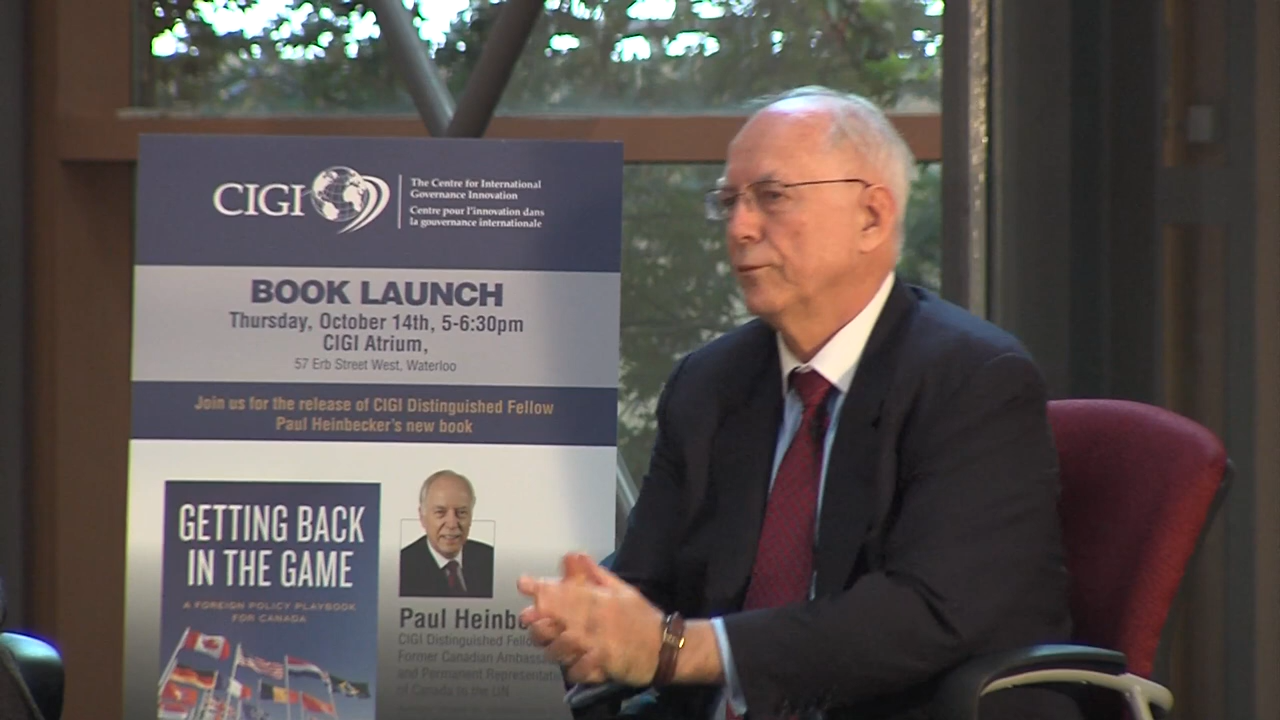 CIGI
The Centre for International
Governance Innovation
Centre pour l'innovation dans
la gouvernance internationale
BOOK LAUNCH
Thursday, October 14th, 5-6:30pm
CIGI Atrium,
57 Erb Street West, Waterloo
Join us for the release of CIGI Distinguished Fellow
Paul Heinbecker's new book
GETTING BACK
IN THE GAME
A FOREIGN POLICY PLAYBOOK
FOR CANADA
Paul Heinbe
CIGI Distinguished Fello
Former Canadian Ambassa
and Permanent Representati
of Canada to the UN